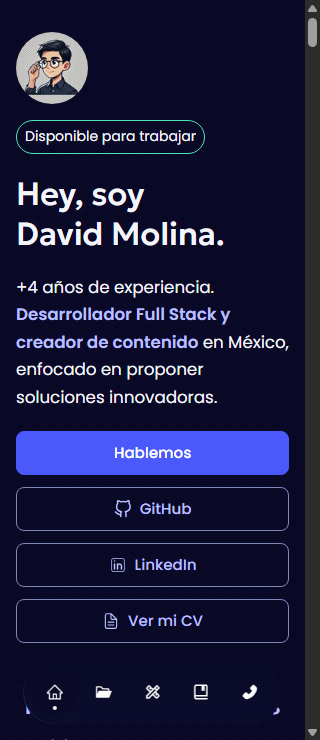 Disponible para trabajar
Hey, soy
David Molina.
+4 años de experiencia.
Desarrollador Full Stack y
creador de contenido en México,
enfocado en proponer
soluciones innovadoras.
Hablemos
GitHub
LinkedIn
Ver mi CV